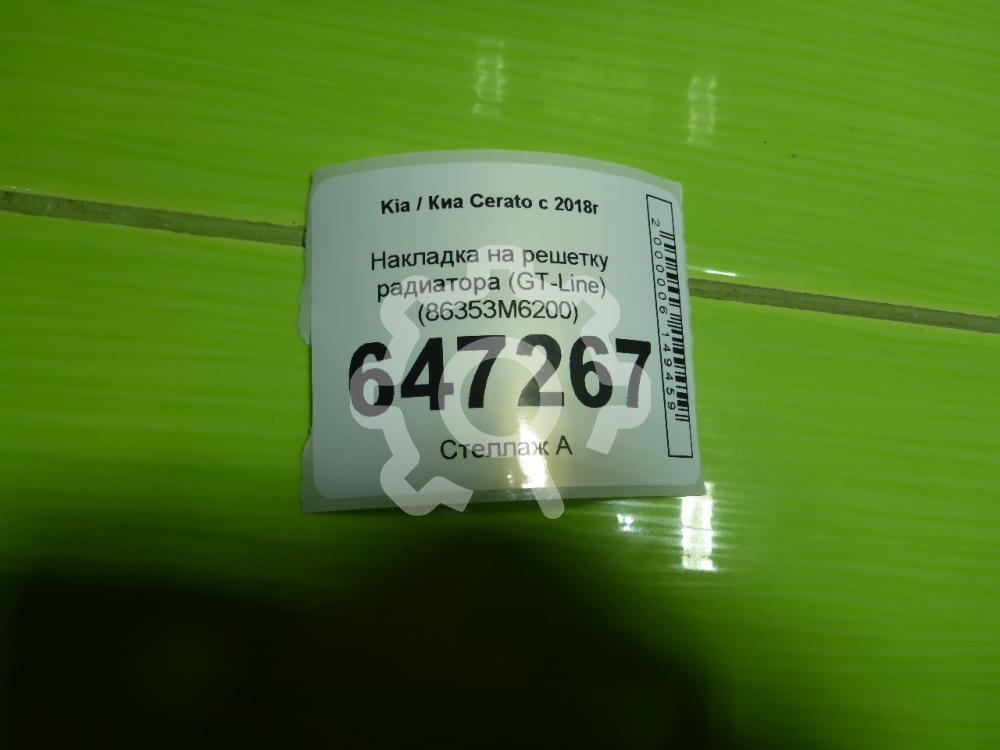 Kia / Киа Cerato с 2018г
Накладка на решетку
радиатора (GT-Line)
(86353M6200)
647267
Стеллаж А
2000006149459